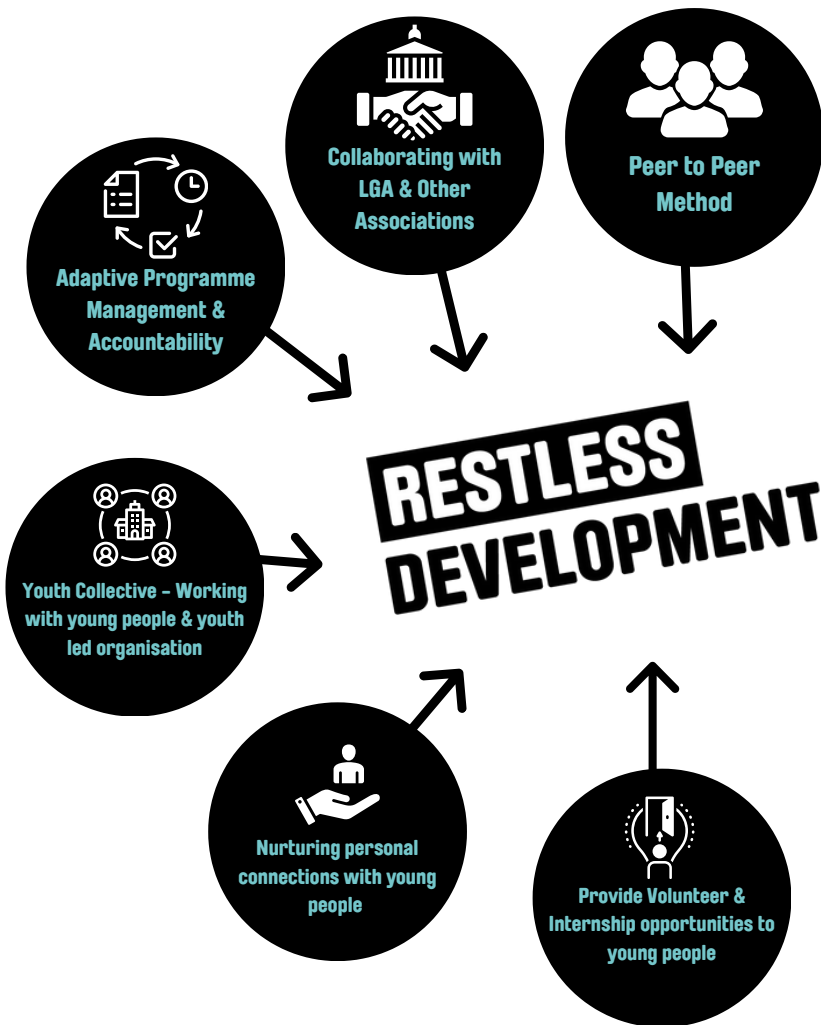 Collaborating with
LGA & Other
Associations
Peer to Peer
Method
Adaptive Programme
Management &
Accountability
RESTLESS
DEVELOPMENT
Youth Collective – Working
with young people & youth
led organisation
Nurturing personal
connections with young
people
Provide Volunteer &
Internship opportunities to
young people